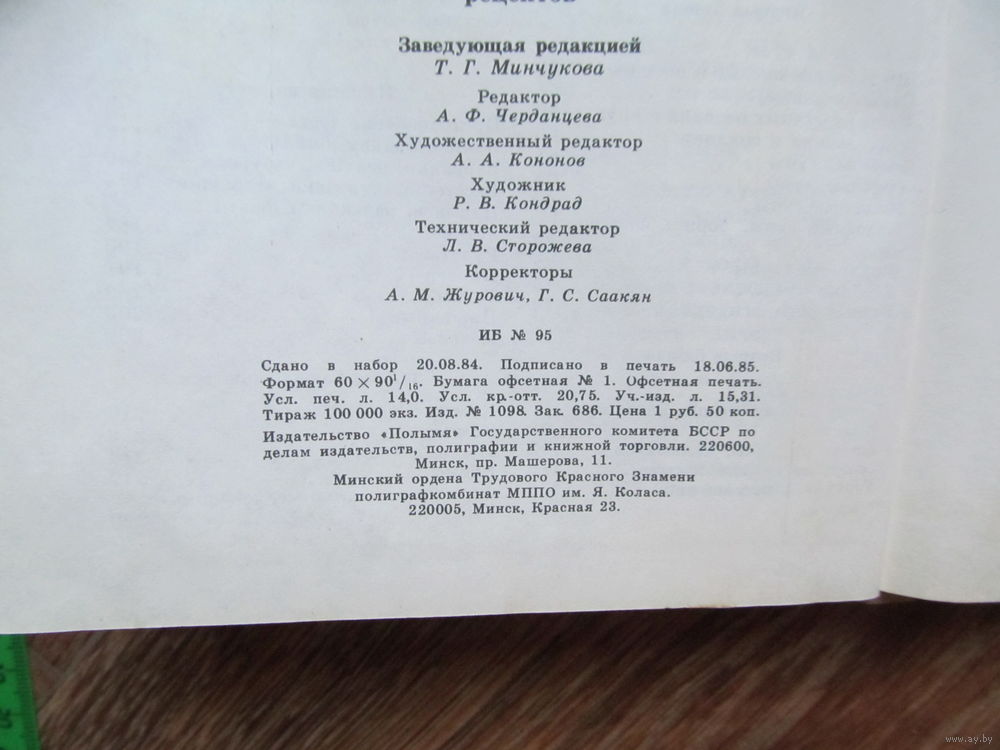 рецептов
Заведующая редакцией
Т. Г. Минчукова
Редактор
А. Ф. Черданцева
Художественный редактор
А. А. Кононов
Художник
Р. В. Кондрад
Технический редактор
Л. В. Сторожева
Корректоры
А. М. Журович, Г. С. Саакян
ИБ № 95
Сдано в набор 20.08.84. Подписано в печать 18.06.85.
Формат 60 × 90¹/₁₆. Бумага офсетная № 1. Офсетная печать.
Усл. печ. л. 14,0. Усл. кр.-отт. 20,75. Уч.-изд. л. 15,31.
Тираж 100 000 экз. Изд. № 1098. Зак. 686. Цена 1 руб. 50 коп.
Издательство «Полымя» Государственного комитета БССР по
делам издательств, полиграфии и книжной торговли. 220600,
Минск, пр. Машерова, 11.
Минский ордена Трудового Красного Знамени
полиграфкомбинат МППО им. Я. Коласа.
220005, Минск, Красная 23.
www.ay.by